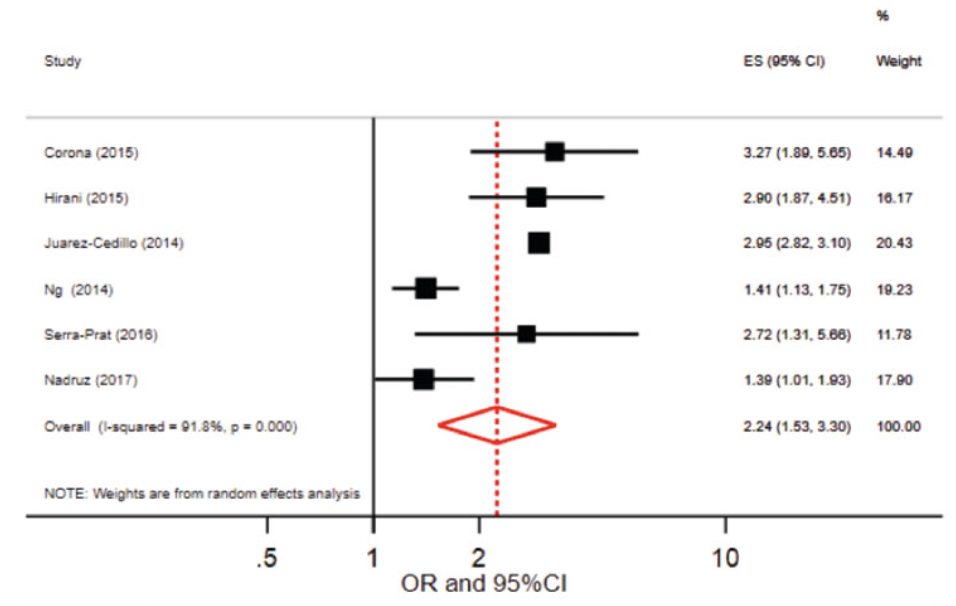 %
Study ES (95% CI) Weight
Corona (2015) 3.27 (1.89, 5.65) 14.49
Hirani (2015) 2.90 (1.87, 4.51) 16.17
Juarez-Cedillo (2014) 2.95 (2.82, 3.10) 20.43
Ng (2014) 1.41 (1.13, 1.75) 19.23
Serra-Prat (2016) 2.72 (1.31, 5.66) 11.78
Nadruz (2017) 1.39 (1.01, 1.93) 17.90
Overall (I-squared = 91.8%, p = 0.000) 2.24 (1.53, 3.30) 100.00
NOTE: Weights are from random effects analysis
.5 1 2 10
OR and 95%CI